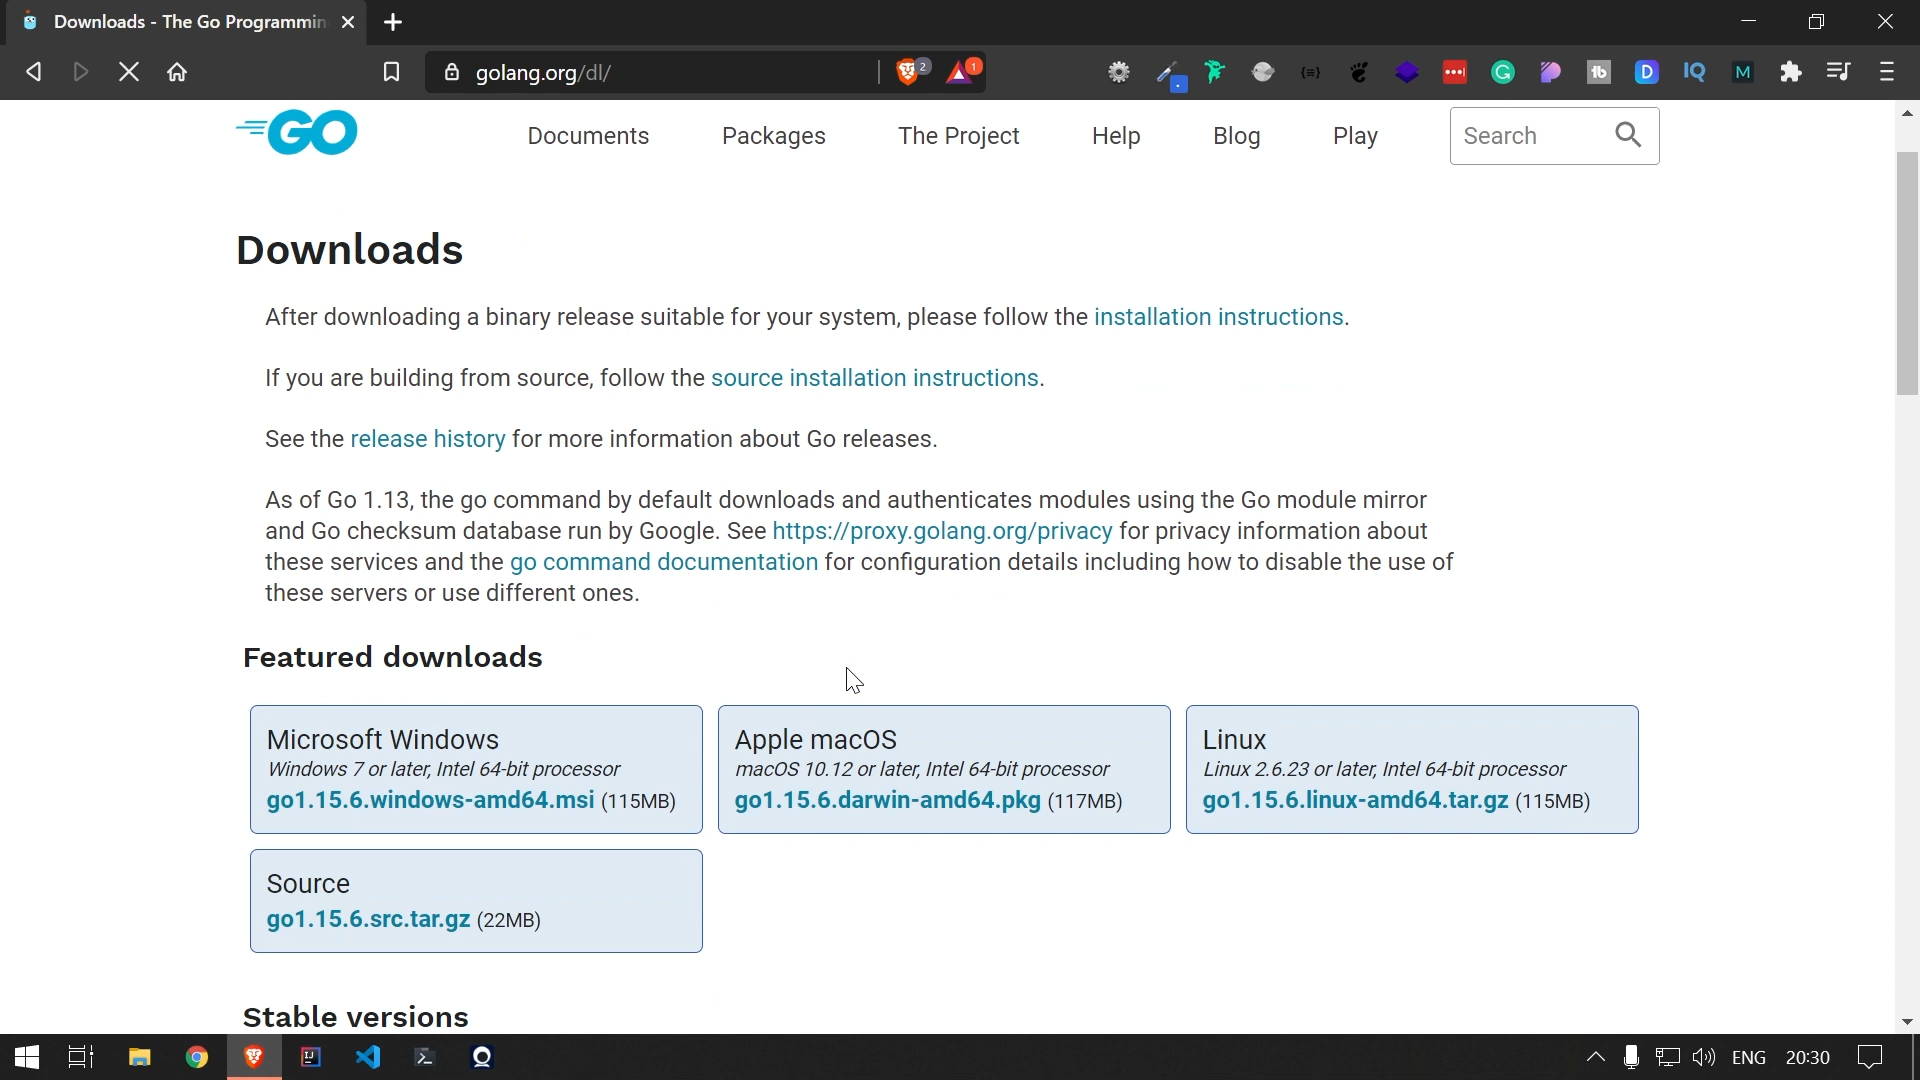 Downloads - The Go Programmin
golang.org/dl/
2
1
tb
D
IQ
M
GO
Documents
Packages
The Project
Help
Blog
Play
Search
Downloads
After downloading a binary release suitable for your system, please follow the installation instructions.
If you are building from source, follow the source installation instructions.
See the release history for more information about Go releases.
As of Go 1.13, the go command by default downloads and authenticates modules using the Go module mirror
and Go checksum database run by Google. See https://proxy.golang.org/privacy for privacy information about
these services and the go command documentation for configuration details including how to disable the use of
these servers or use different ones.
Featured downloads
Microsoft Windows
Windows 7 or later, Intel 64-bit processor
go1.15.6.windows-amd64.msi (115MB)
Apple macOS
macOS 10.12 or later, Intel 64-bit processor
go1.15.6.darwin-amd64.pkg (117MB)
Linux
Linux 2.6.23 or later, Intel 64-bit processor
go1.15.6.linux-amd64.tar.gz (115MB)
Source
go1.15.6.src.tar.gz (22MB)
Stable versions
IJ
ENG
20:30